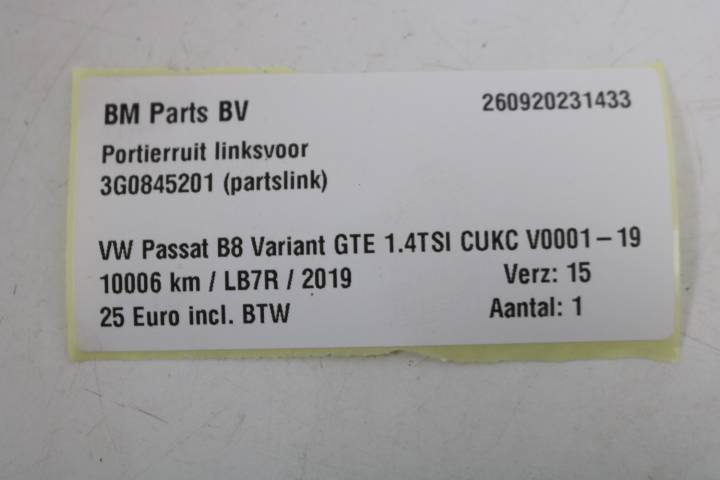 BM Parts BV 260920231433
Portierruit linksvoor
3G0845201 (partslink)
VW Passat B8 Variant GTE 1.4TSI CUKC V0001-19
10006 km / LB7R / 2019 Verz: 15
25 Euro incl. BTW Aantal: 1